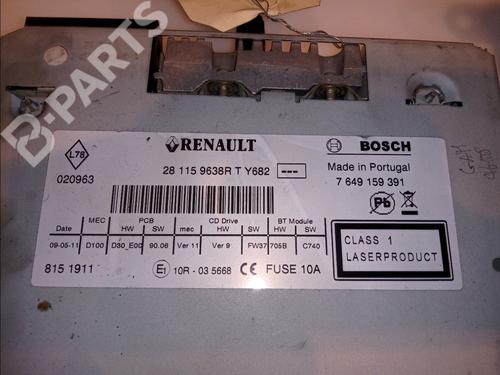 B-PARTS
L78
020963
RENAULT
28 115 9638R T Y682 ---
BOSCH
Made in Portugal
7 649 159 391
Pb
MEC PCB CD Drive BT Module
Date HW SW mec SW HW SW
09-05-11 D100 D30_E00 90.06 Ver 11 Ver 9 FW37 705B C740
815 1911
E1 10R - 03 5668 CE FUSE 10A
CLASS 1
LASERPRODUCT